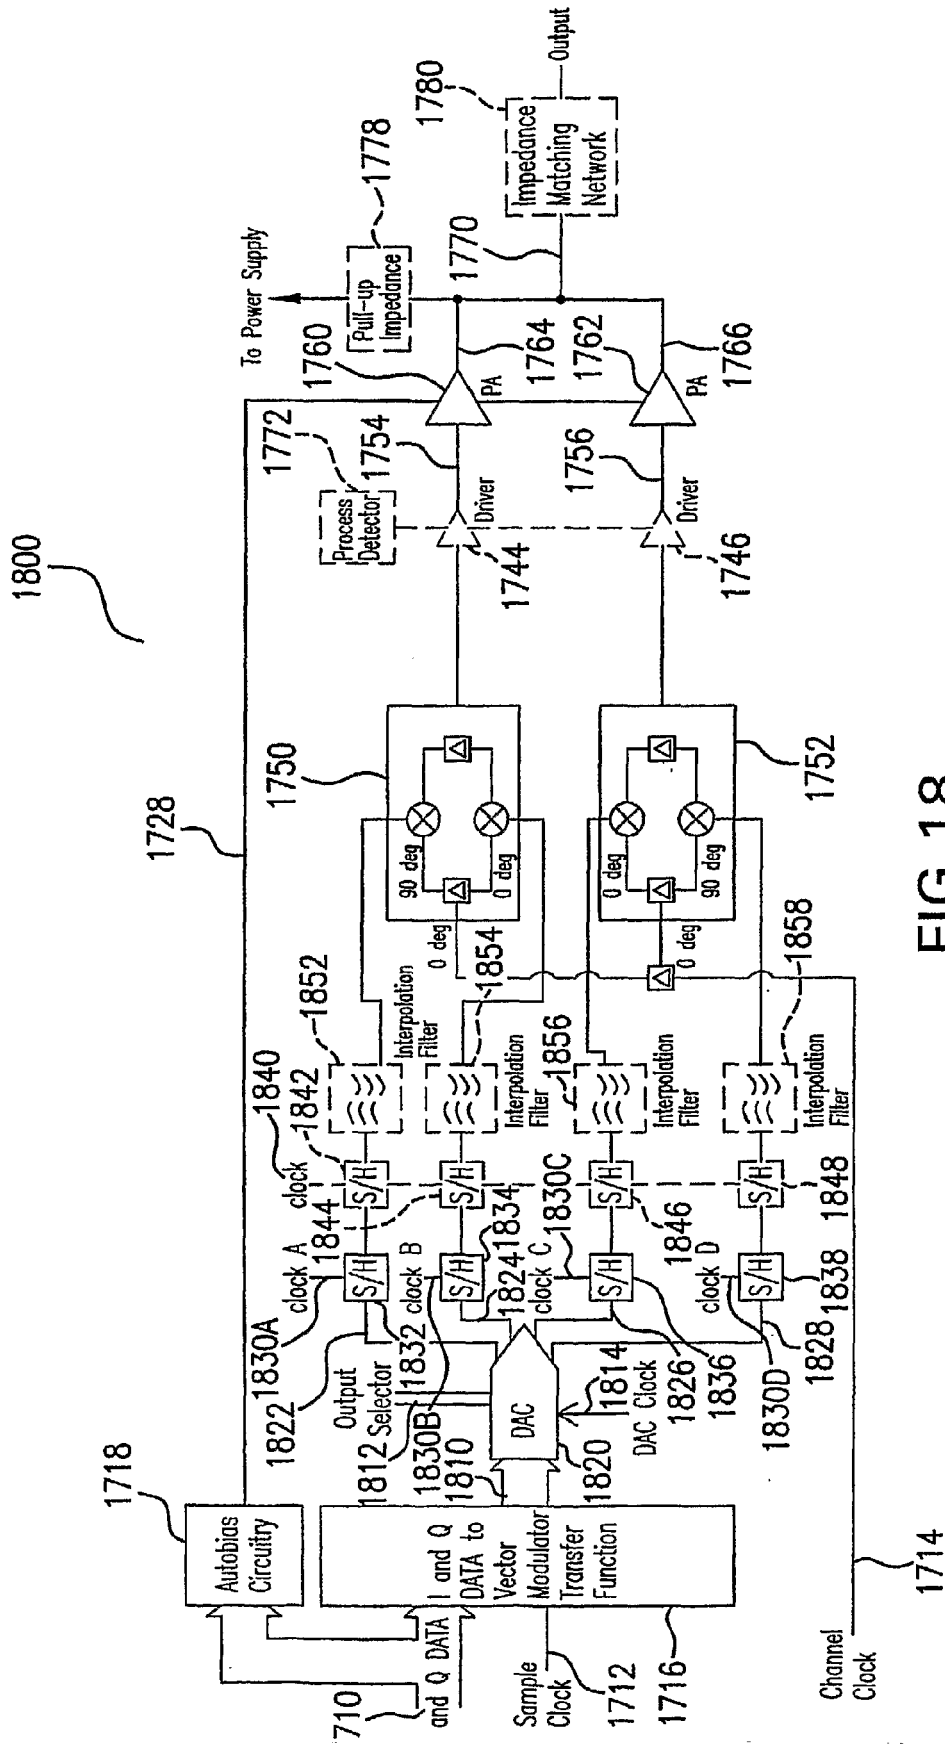 1800
1718
Autobias
Circuitry
1728
I and Q
DATA to
Vector
Modulator
Transfer
Function
and Q DATA
710
Sample
Clock
1712
1716
Channel
Clock
1714
Output
Selector
1812
1810
DAC
1820
DAC Clock
1814
1822
1824
1826
1828
clock A
1830A
S/H
1832
clock B
1830B
S/H
1834
clock C
1830C
S/H
1836
clock D
1830D
S/H
1838
clock
1840
S/H
1842
S/H
1844
S/H
1846
S/H
1848
1852
Interpolation
Filter
1854
Interpolation
Filter
1856
Interpolation
Filter
1858
Interpolation
Filter
1750
90 deg
0 deg
0 deg
1752
0 deg
90 deg
0 deg
Process
Detector
1772
Driver
1744
Driver
1746
1754
1756
1760
PA
1764
1762
PA
1766
To Power Supply
Pull-up
Impedance
1778
1770
Impedance
Matching
Network
1780
Output
FIG. 18